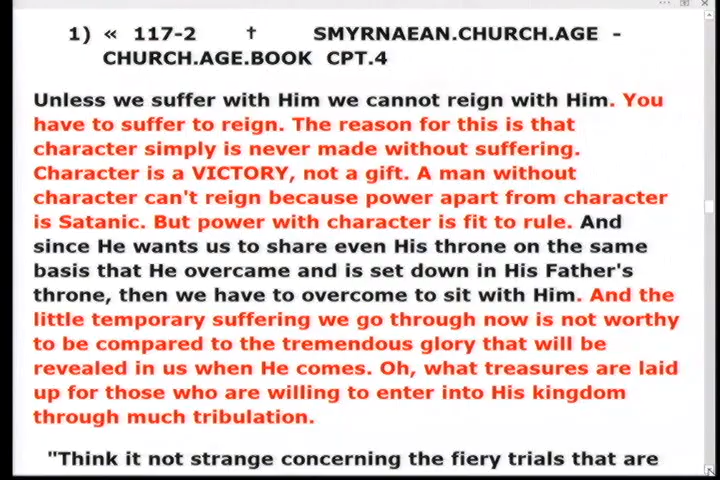 1) « 117-2 † SMYRNAEAN.CHURCH.AGE -
CHURCH.AGE.BOOK CPT.4
Unless we suffer with Him we cannot reign with Him. You
have to suffer to reign. The reason for this is that
character simply is never made without suffering.
Character is a VICTORY, not a gift. A man without
character can't reign because power apart from character
is Satanic. But power with character is fit to rule. And
since He wants us to share even His throne on the same
basis that He overcame and is set down in His Father's
throne, then we have to overcome to sit with Him. And the
little temporary suffering we go through now is not worthy
to be compared to the tremendous glory that will be
revealed in us when He comes. Oh, what treasures are laid
up for those who are willing to enter into His kingdom
through much tribulation.
"Think it not strange concerning the fiery trials that are